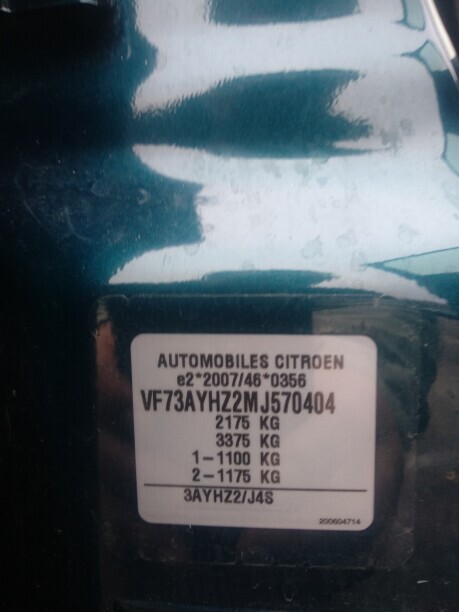 AUTOMOBILES CITROEN
e2*2007/46*0356
VF73AYHZ2MJ570404
2175 KG
3375 KG
1-1100 KG
2-1175 KG
3AYHZ2/J4S
200604714